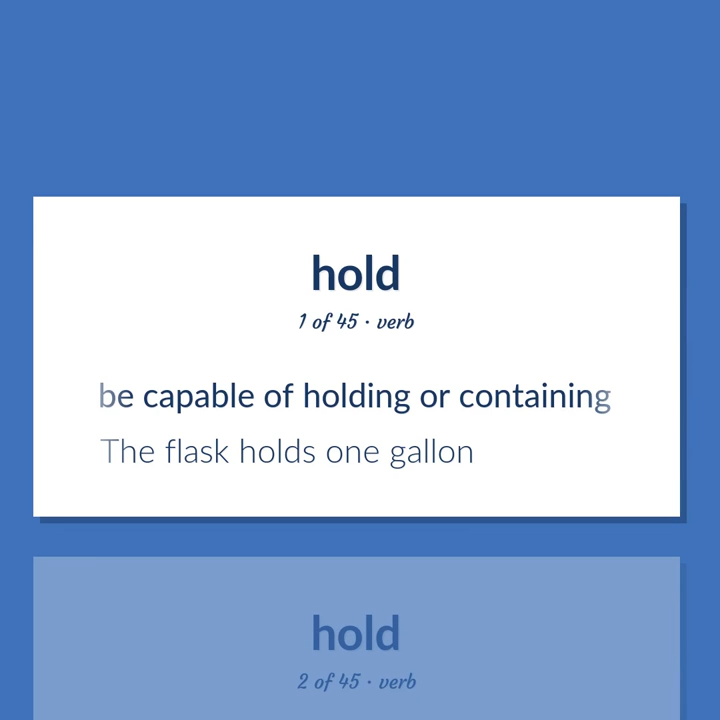 hold
1 of 45 · verb
be capable of holding or containing
The flask holds one gallon
hold
2 of 45 · verb